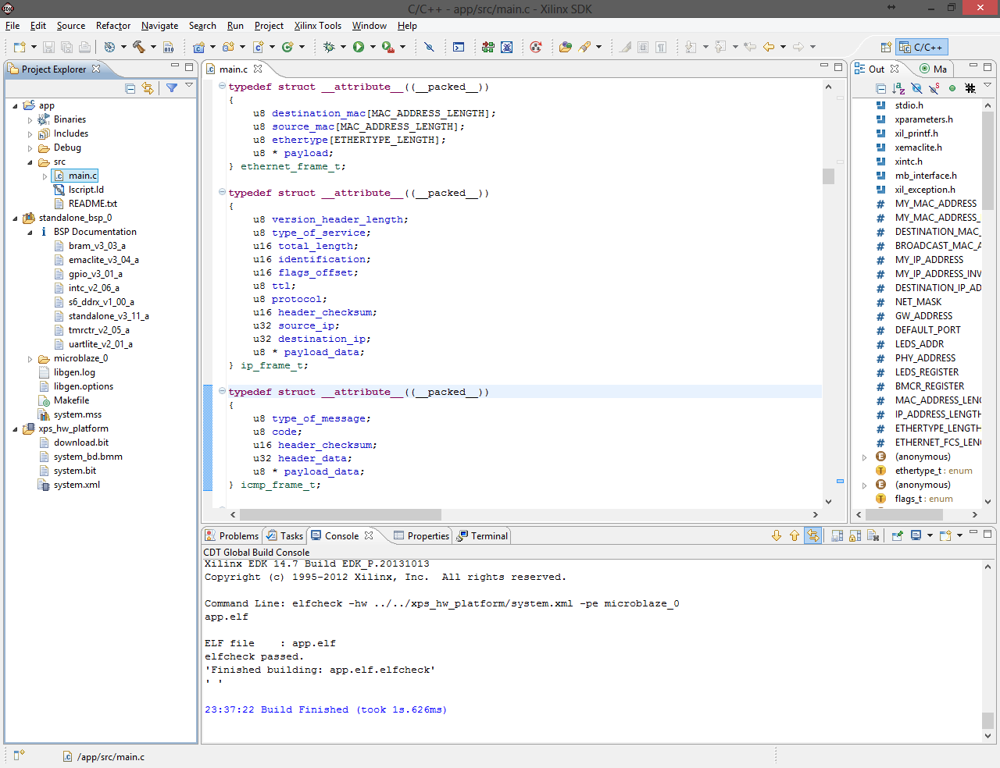 C/C++ - app/src/main.c - Xilinx SDK
File Edit Source Refactor Navigate Search Run Project Xilinx Tools Window Help
C/C++
Project Explorer
app
Binaries
Includes
Debug
src
main.c
lscript.ld
README.txt
standalone_bsp_0
BSP Documentation
bram_v3_03_a
emaclite_v3_04_a
gpio_v3_01_a
intc_v2_06_a
s6_ddrx_v1_00_a
standalone_v3_11_a
tmrctr_v2_05_a
uartlite_v2_01_a
microblaze_0
libgen.log
libgen.options
Makefile
system.mss
xps_hw_platform
download.bit
system_bd.bmm
system.bit
system.xml
main.c
typedef struct __attribute__((__packed__))
{
u8 destination_mac[MAC_ADDRESS_LENGTH];
u8 source_mac[MAC_ADDRESS_LENGTH];
u8 ethertype[ETHERTYPE_LENGTH];
u8 * payload;
} ethernet_frame_t;
typedef struct __attribute__((__packed__))
{
u8 version_header_length;
u8 type_of_service;
u16 total_length;
u16 identification;
u16 flags_offset;
u8 ttl;
u8 protocol;
u16 header_checksum;
u32 source_ip;
u32 destination_ip;
u8 * payload_data;
} ip_frame_t;
typedef struct __attribute__((__packed__))
{
u8 type_of_message;
u8 code;
u16 header_checksum;
u32 header_data;
u8 * payload_data;
} icmp_frame_t;
Out Ma
stdio.h
xparameters.h
xil_printf.h
xemaclite.h
xintc.h
mb_interface.h
xil_exception.h
MY_MAC_ADDRESS
MY_MAC_ADDRESS_
DESTINATION_MAC_
BROADCAST_MAC_A
MY_IP_ADDRESS
MY_IP_ADDRESS_INV
DESTINATION_IP_AD
NET_MASK
GW_ADDRESS
DEFAULT_PORT
LEDS_ADDR
PHY_ADDRESS
LEDS_REGISTER
BMCR_REGISTER
MAC_ADDRESS_LENG
IP_ADDRESS_LENGTH
ETHERTYPE_LENGTH
ETHERNET_FCS_LENG
(anonymous)
ethertype_t : enum
(anonymous)
flags_t : enum
Problems Tasks Console Properties Terminal
CDT Global Build Console
Xilinx EDK 14.7 Build EDK_P.20131013
Copyright (c) 1995-2012 Xilinx, Inc.  All rights reserved.
Command Line: elfcheck -hw ../../xps_hw_platform/system.xml -pe microblaze_0
app.elf
ELF file    : app.elf
elfcheck passed.
'Finished building: app.elf.elfcheck'
' '
23:37:22 Build Finished (took 1s.626ms)
/app/src/main.c